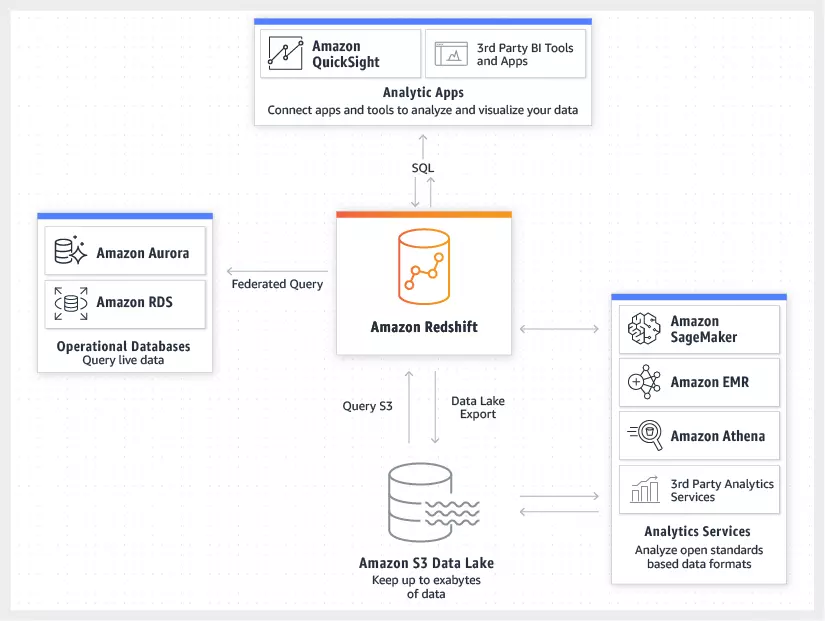 Amazon
QuickSight
3rd Party BI Tools
and Apps
Analytic Apps
Connect apps and tools to analyze and visualize your data
SQL
Amazon Aurora
Amazon RDS
Operational Databases
Query live data
Federated Query
Amazon Redshift
Query S3
Data Lake
Export
Amazon S3 Data Lake
Keep up to exabytes
of data
Amazon
SageMaker
Amazon EMR
Amazon Athena
3rd Party Analytics
Services
Analytics Services
Analyze open standards
based data formats